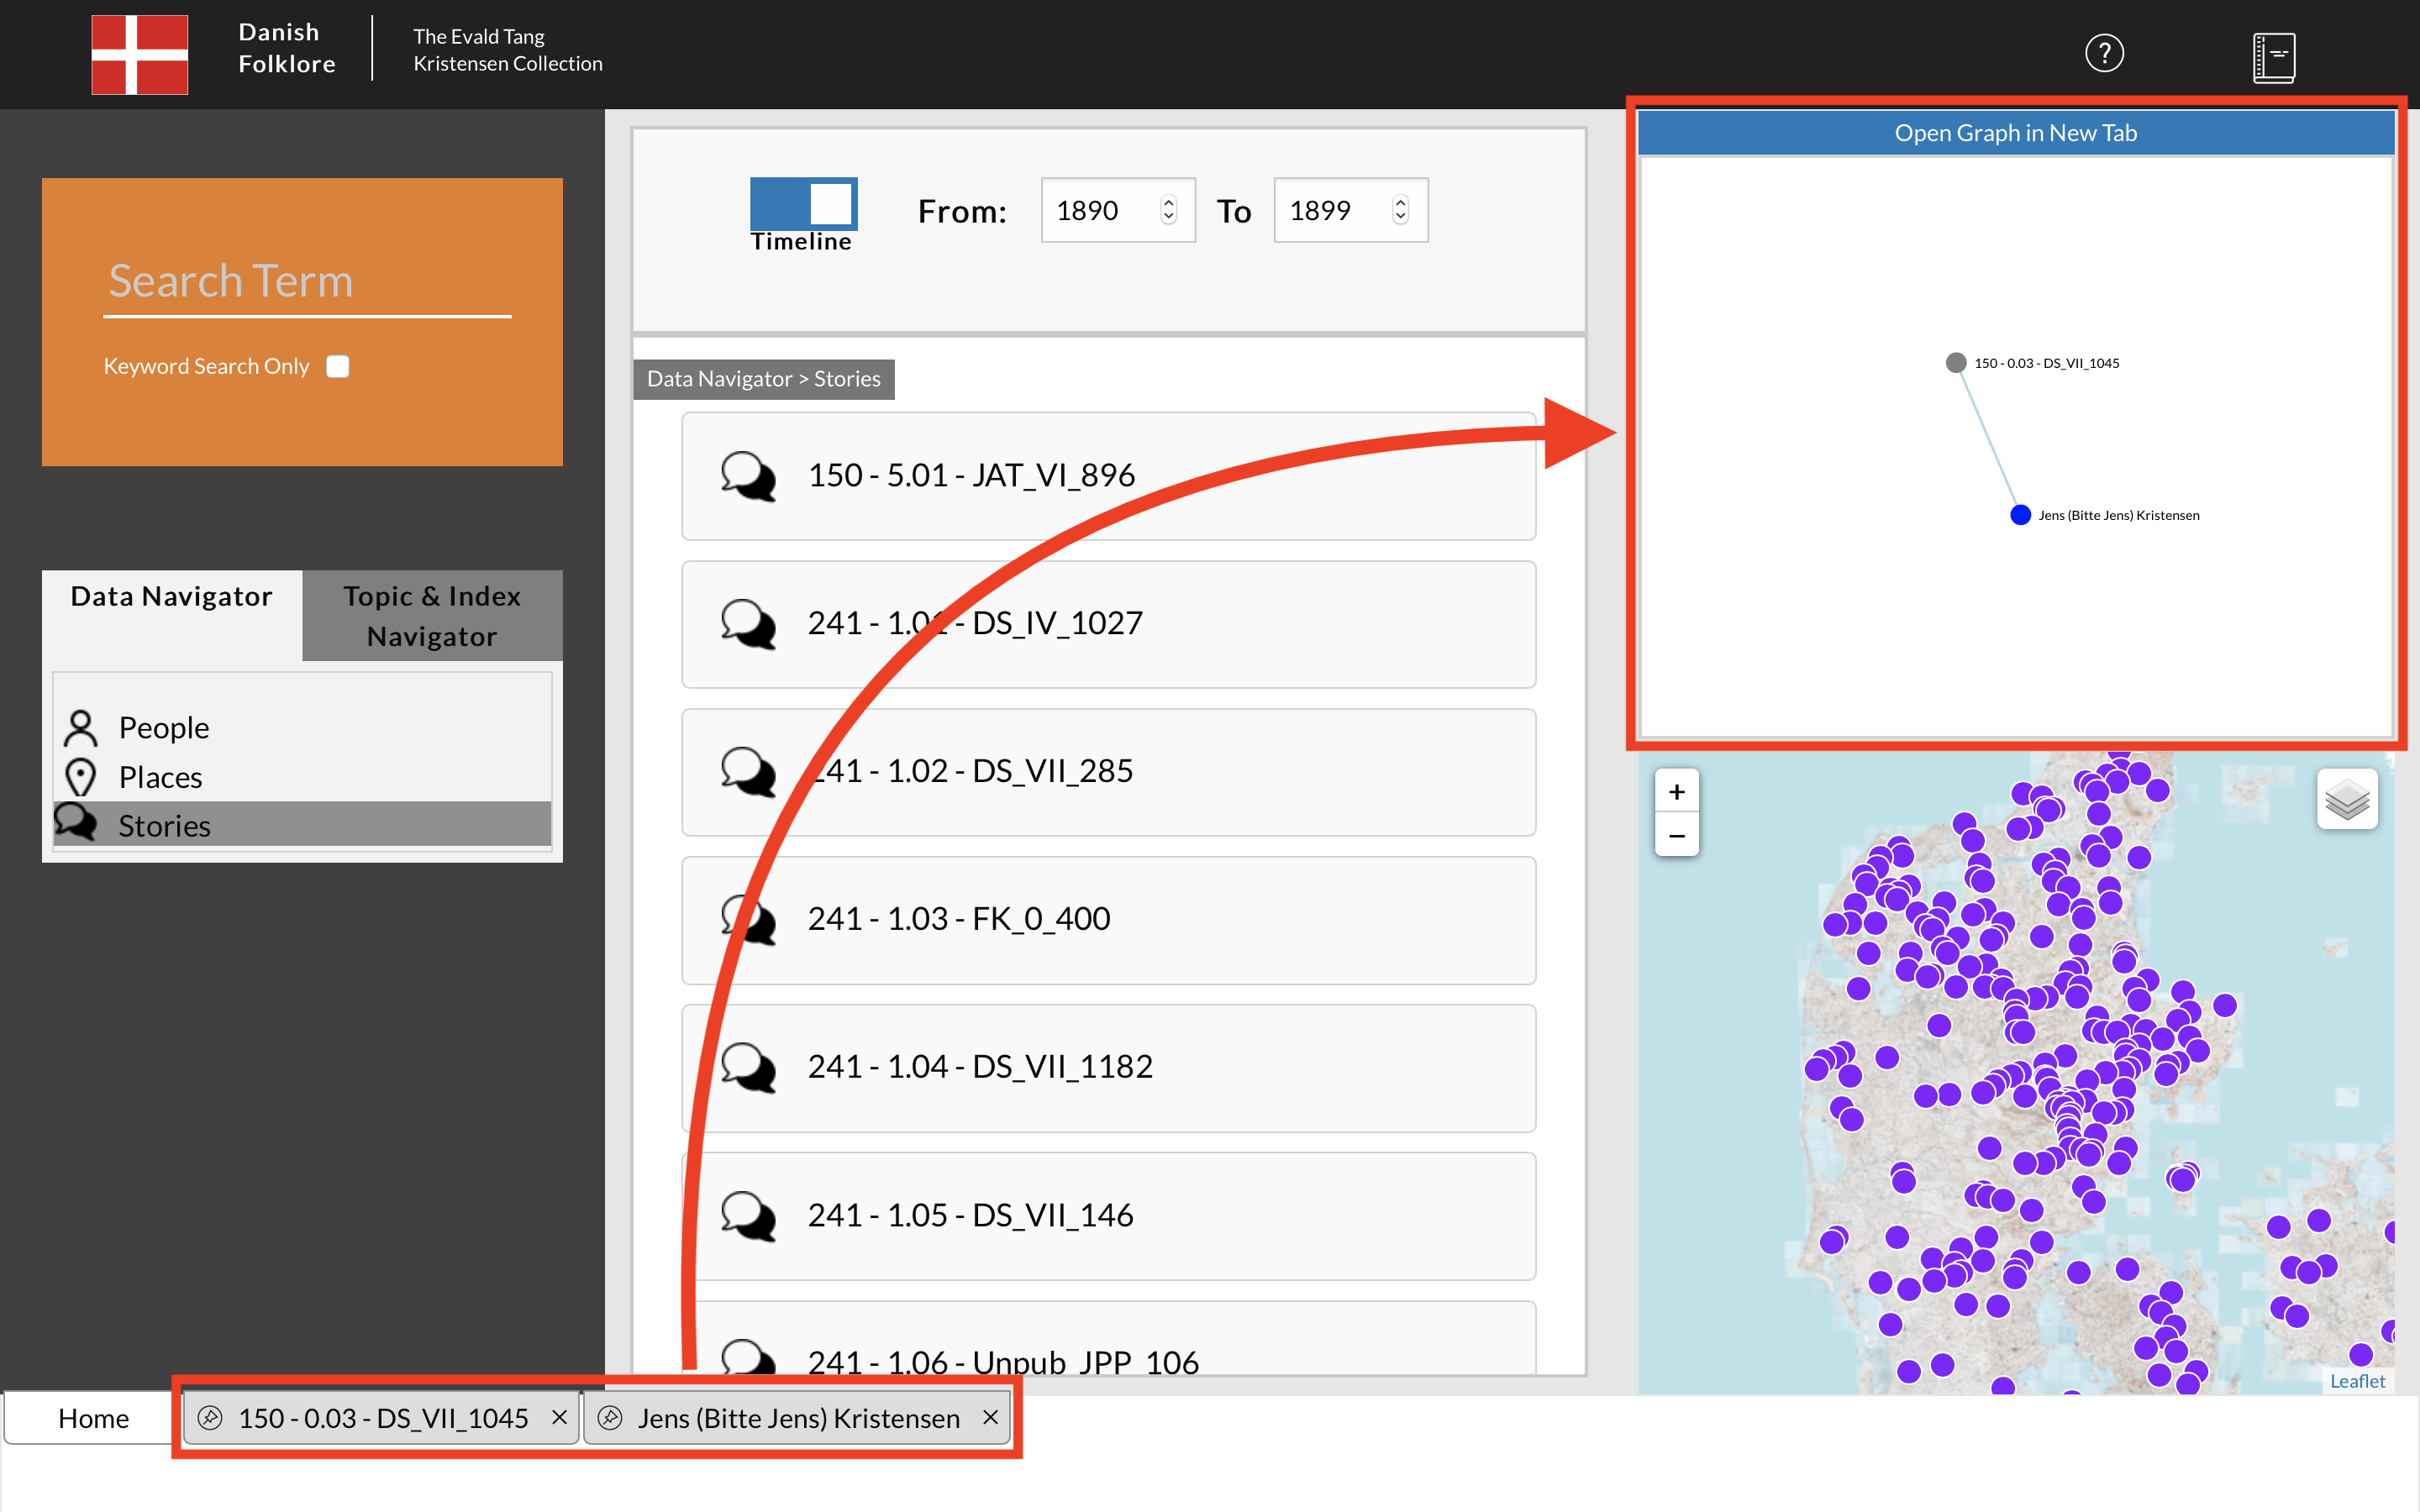 Danish
Folklore
The Evald Tang
Kristensen Collection
?
Search Term
Keyword Search Only
Data Navigator
Topic & Index
Navigator
People
Places
Stories
Timeline
From: 1890 To 1899
Data Navigator > Stories
150 - 5.01 - JAT_VI_896
241 - 1.01 - DS_IV_1027
241 - 1.02 - DS_VII_285
241 - 1.03 - FK_0_400
241 - 1.04 - DS_VII_1182
241 - 1.05 - DS_VII_146
241 - 1.06 - Unpub_JPP_106
Open Graph in New Tab
150 - 0.03 - DS_VII_1045
Jens (Bitte Jens) Kristensen
+
−
Leaflet
Home
150 - 0.03 - DS_VII_1045 ×
Jens (Bitte Jens) Kristensen ×